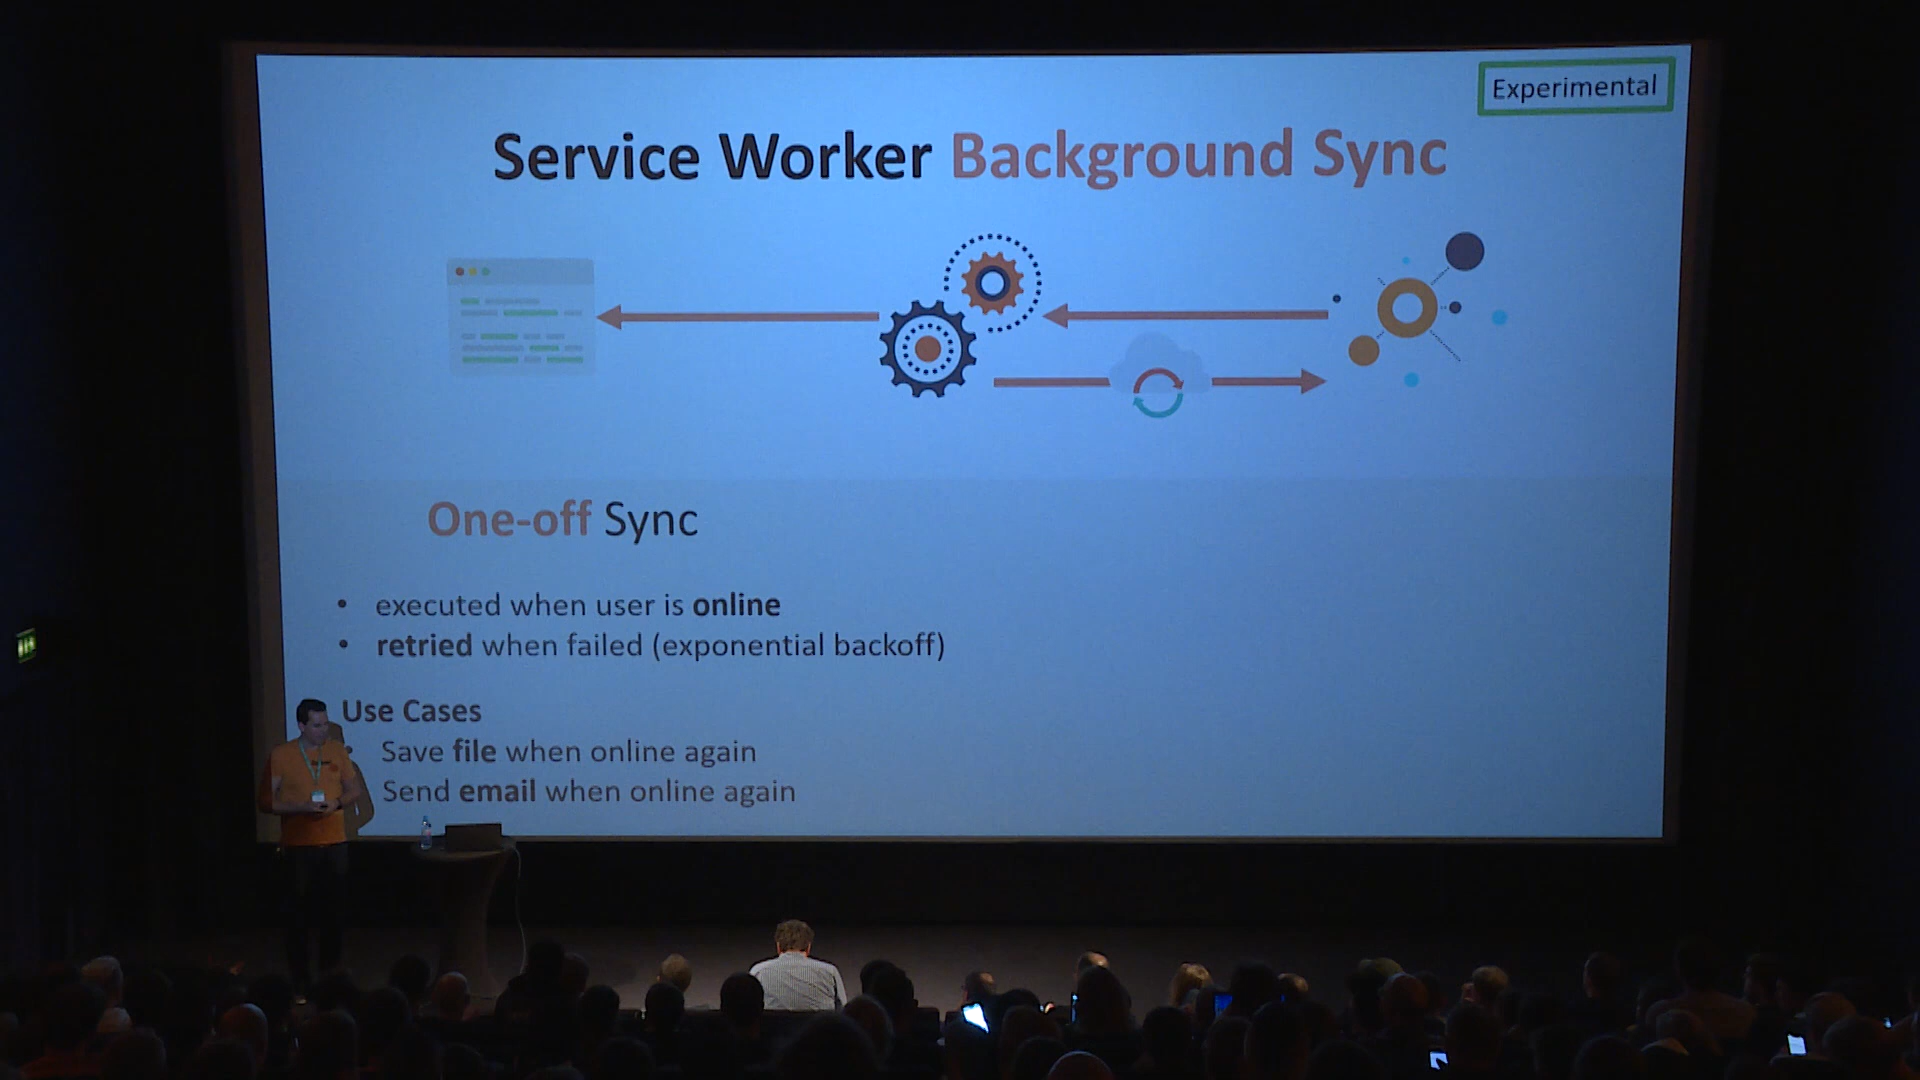 Experimental
Service Worker Background Sync
One-off Sync
• executed when user is online
• retried when failed (exponential backoff)
Use Cases
• Save file when online again
Send email when online again